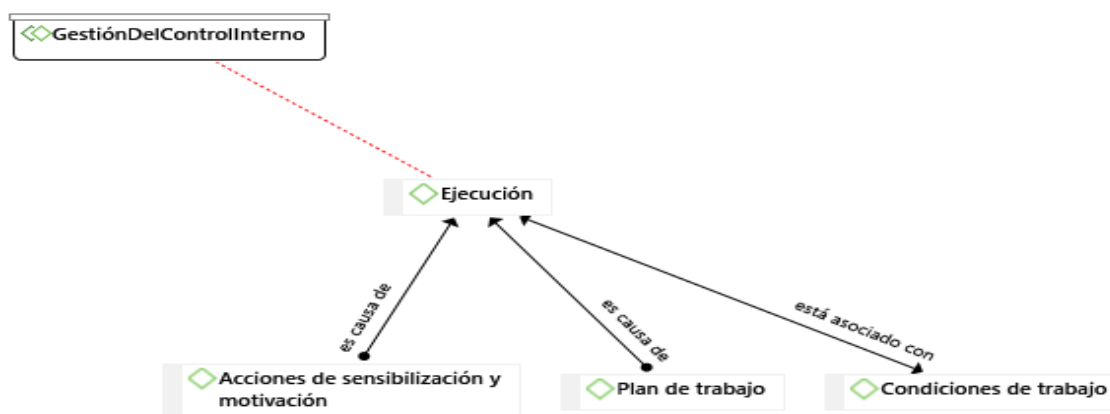 GestiónDelControlInterno
Ejecución
es causa de
es causa de
está asociado con
Acciones de sensibilización y
motivación
Plan de trabajo
Condiciones de trabajo